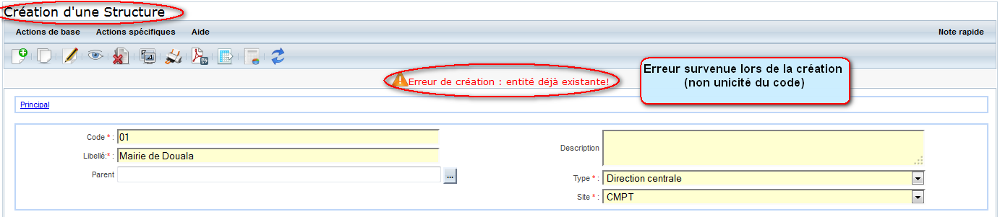 Création d'une Structure
Actions de base Actions spécifiques Aide Note rapide
Erreur de création : entité déjà existante!
Erreur survenue lors de la création
(non unicité du code)
Principal
Code * : 01
Libellé:* : Mairie de Douala
Parent ...
Description
Type * : Direction centrale
Site * : CMPT